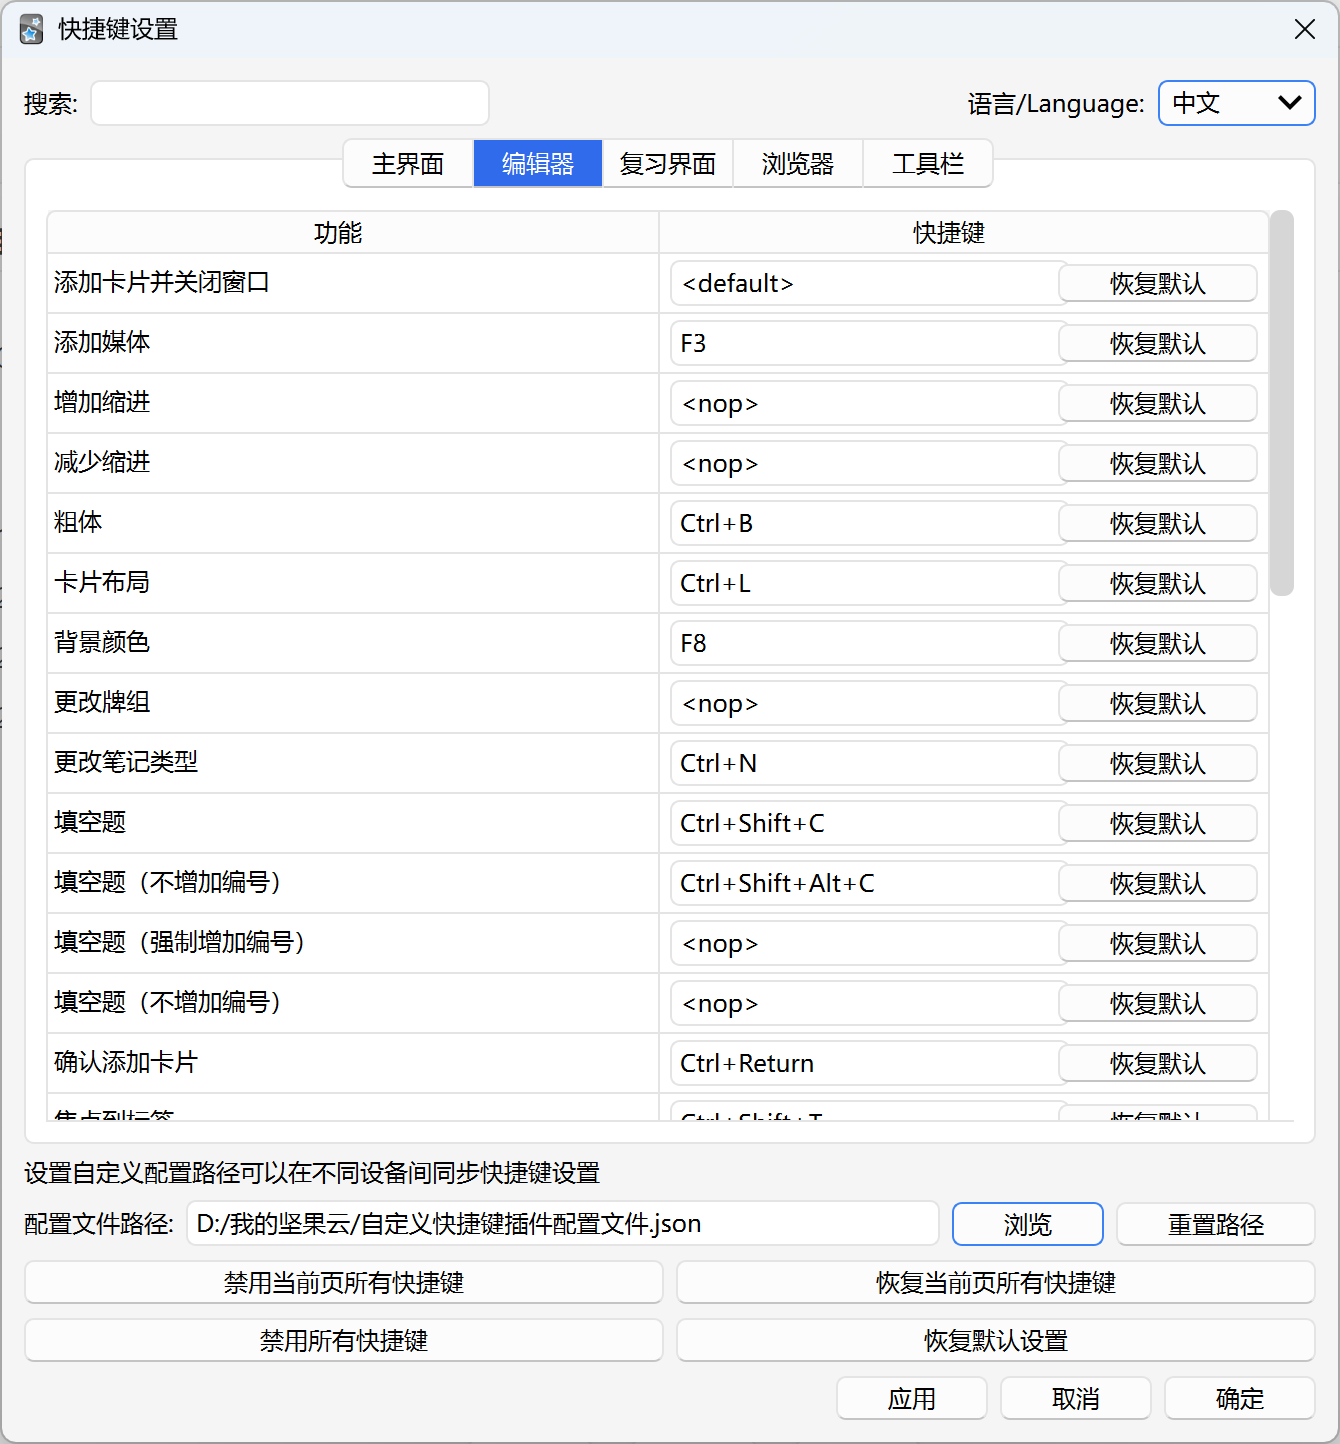 快捷键设置
搜索:
语言/Language: 中文
主界面 编辑器 复习界面 浏览器 工具栏
功能 快捷键
添加卡片并关闭窗口 <default> 恢复默认
添加媒体 F3 恢复默认
增加缩进 <nop> 恢复默认
减少缩进 <nop> 恢复默认
粗体 Ctrl+B 恢复默认
卡片布局 Ctrl+L 恢复默认
背景颜色 F8 恢复默认
更改牌组 <nop> 恢复默认
更改笔记类型 Ctrl+N 恢复默认
填空题 Ctrl+Shift+C 恢复默认
填空题（不增加编号） Ctrl+Shift+Alt+C 恢复默认
填空题（强制增加编号） <nop> 恢复默认
填空题（不增加编号） <nop> 恢复默认
确认添加卡片 Ctrl+Return 恢复默认
焦点到标签 Ctrl+Shift+T 恢复默认
设置自定义配置路径可以在不同设备间同步快捷键设置
配置文件路径: D:/我的坚果云/自定义快捷键插件配置文件.json 浏览 重置路径
禁用当前页所有快捷键 恢复当前页所有快捷键
禁用所有快捷键 恢复默认设置
应用 取消 确定